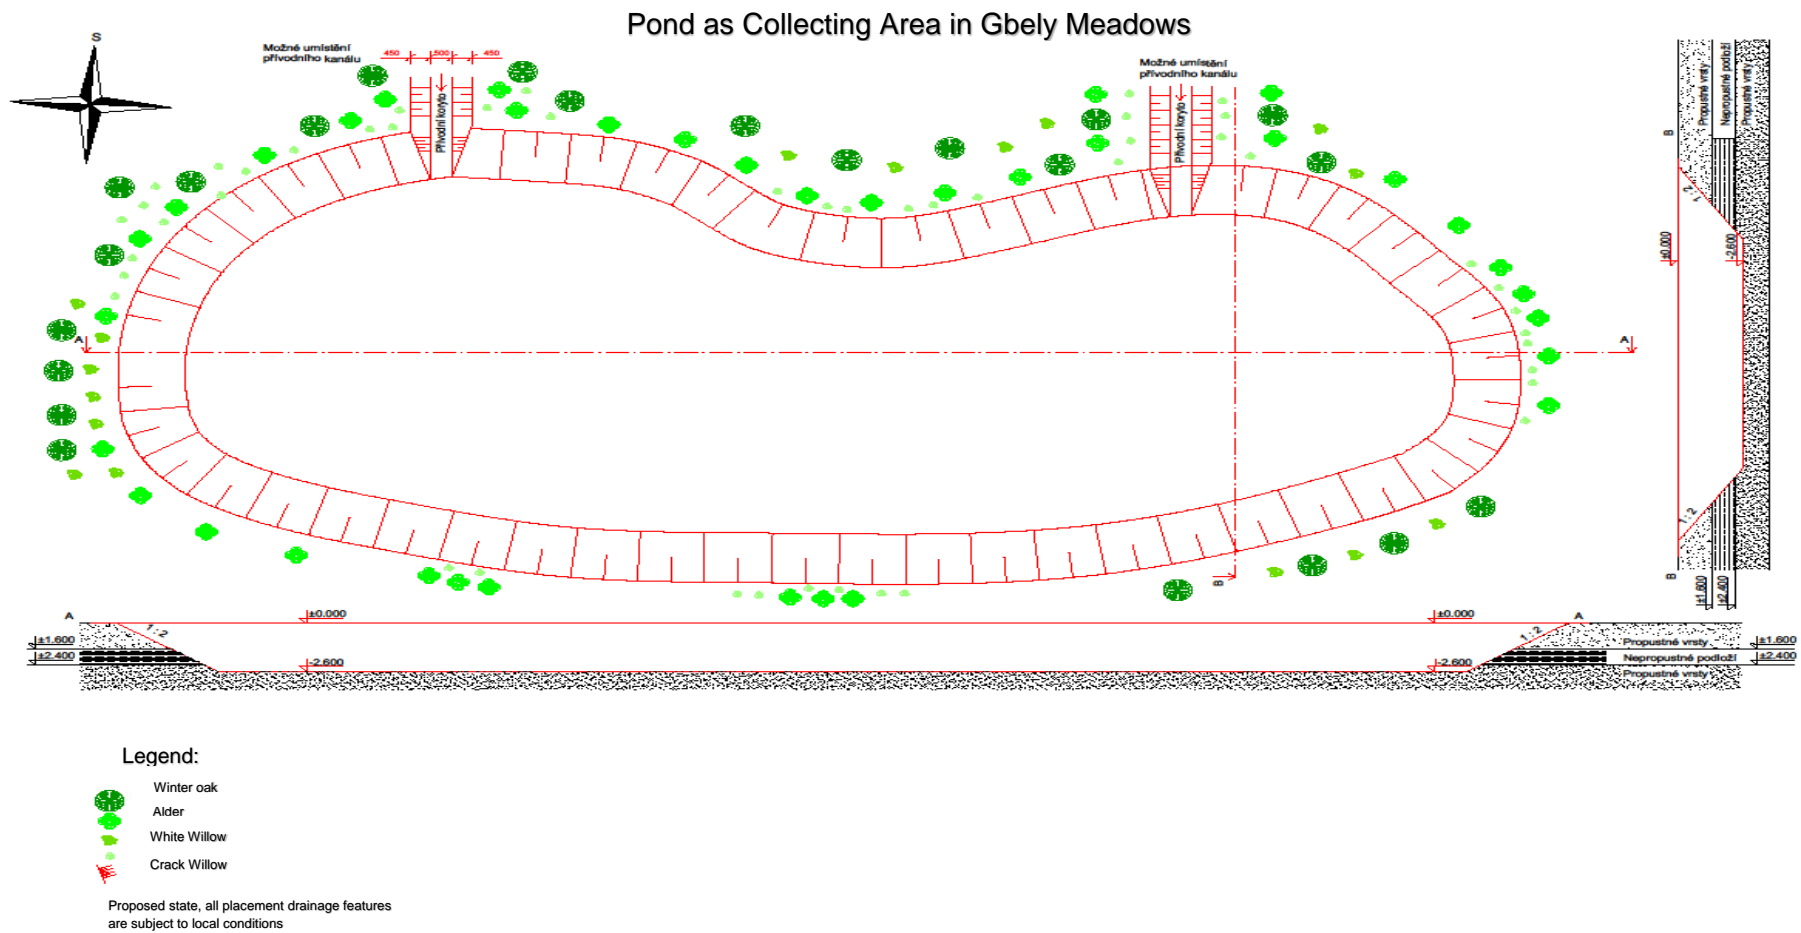 Pond as Collecting Area in Gbely Meadows
S
Možné umístění
přívodního kanálu
450 500 450
Přívodní koryto
Možné umístění
přívodního kanálu
Přívodní koryto
A
A
B
B
B
Propustné vrsty
Nepropustné podloží
Propustné vrsty
1:2
±0.000
-2.600
1:2
B
±1.600
±2.400
A
±0.000
±0.000
A
1:2
1:2
±1.600
±2.400
-2.600
-2.600
Propustné vrsty
Nepropustné podloží
Propustné vrsty
±1.600
±2.400
Legend:
Winter oak
Alder
White Willow
Crack Willow
Proposed state, all placement drainage features
are subject to local conditions